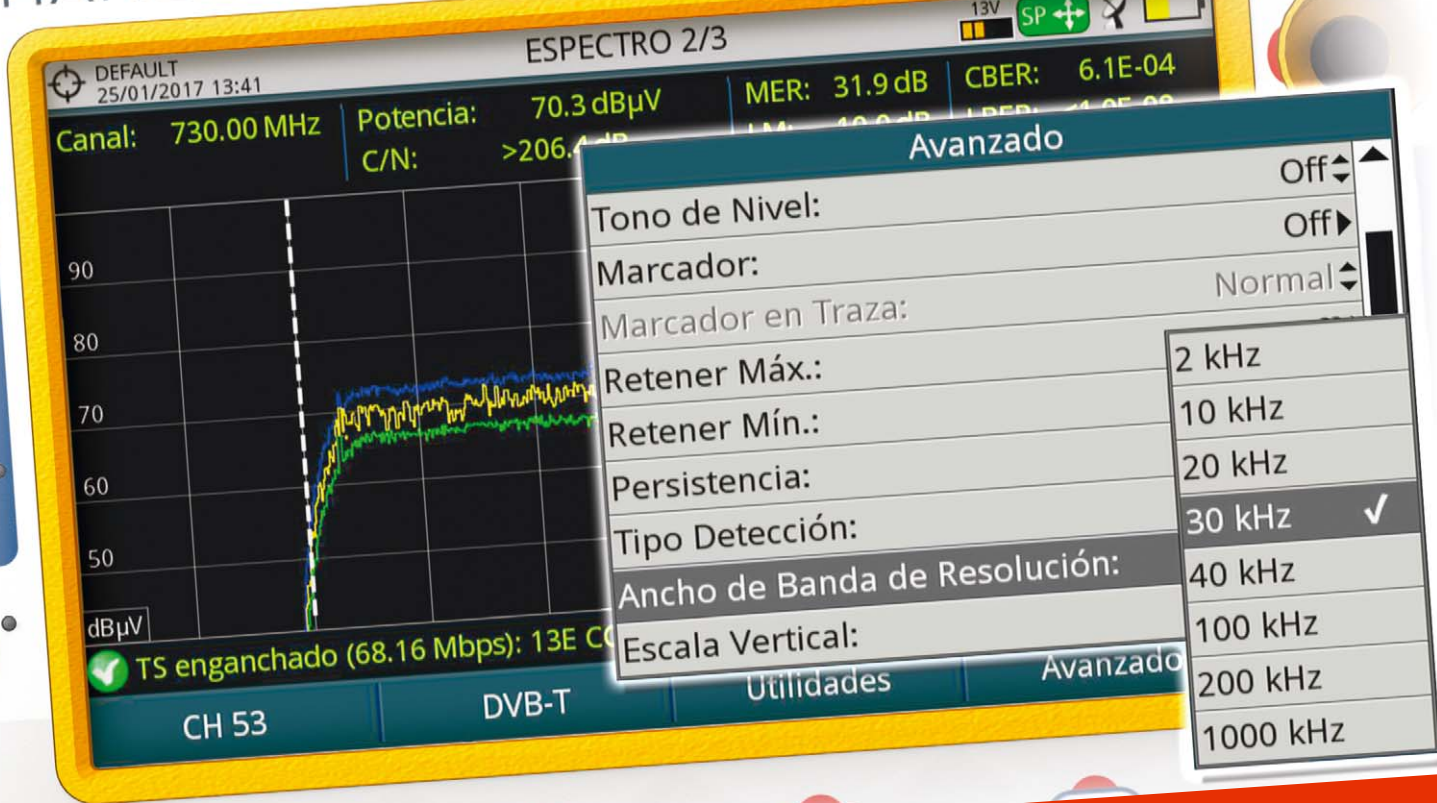 ESPECTRO 2/3
13V
SP
DEFAULT
25/01/2017 13:41
Canal: 730.00 MHz
Potencia: 70.3 dBµV
MER: 31.9 dB
CBER: 6.1E-04
C/N: >206.4 dB
Avanzado
Tono de Nivel: Off
Marcador: Off
Marcador en Traza: Normal
Retener Máx.:
Retener Mín.:
Persistencia:
Tipo Detección:
Ancho de Banda de Resolución:
Escala Vertical:
2 kHz
10 kHz
20 kHz
30 kHz
40 kHz
100 kHz
200 kHz
1000 kHz
90
80
70
60
50
dBµV
TS enganchado (68.16 Mbps): 13E
CH 53
DVB-T
Utilidades
Avanzado